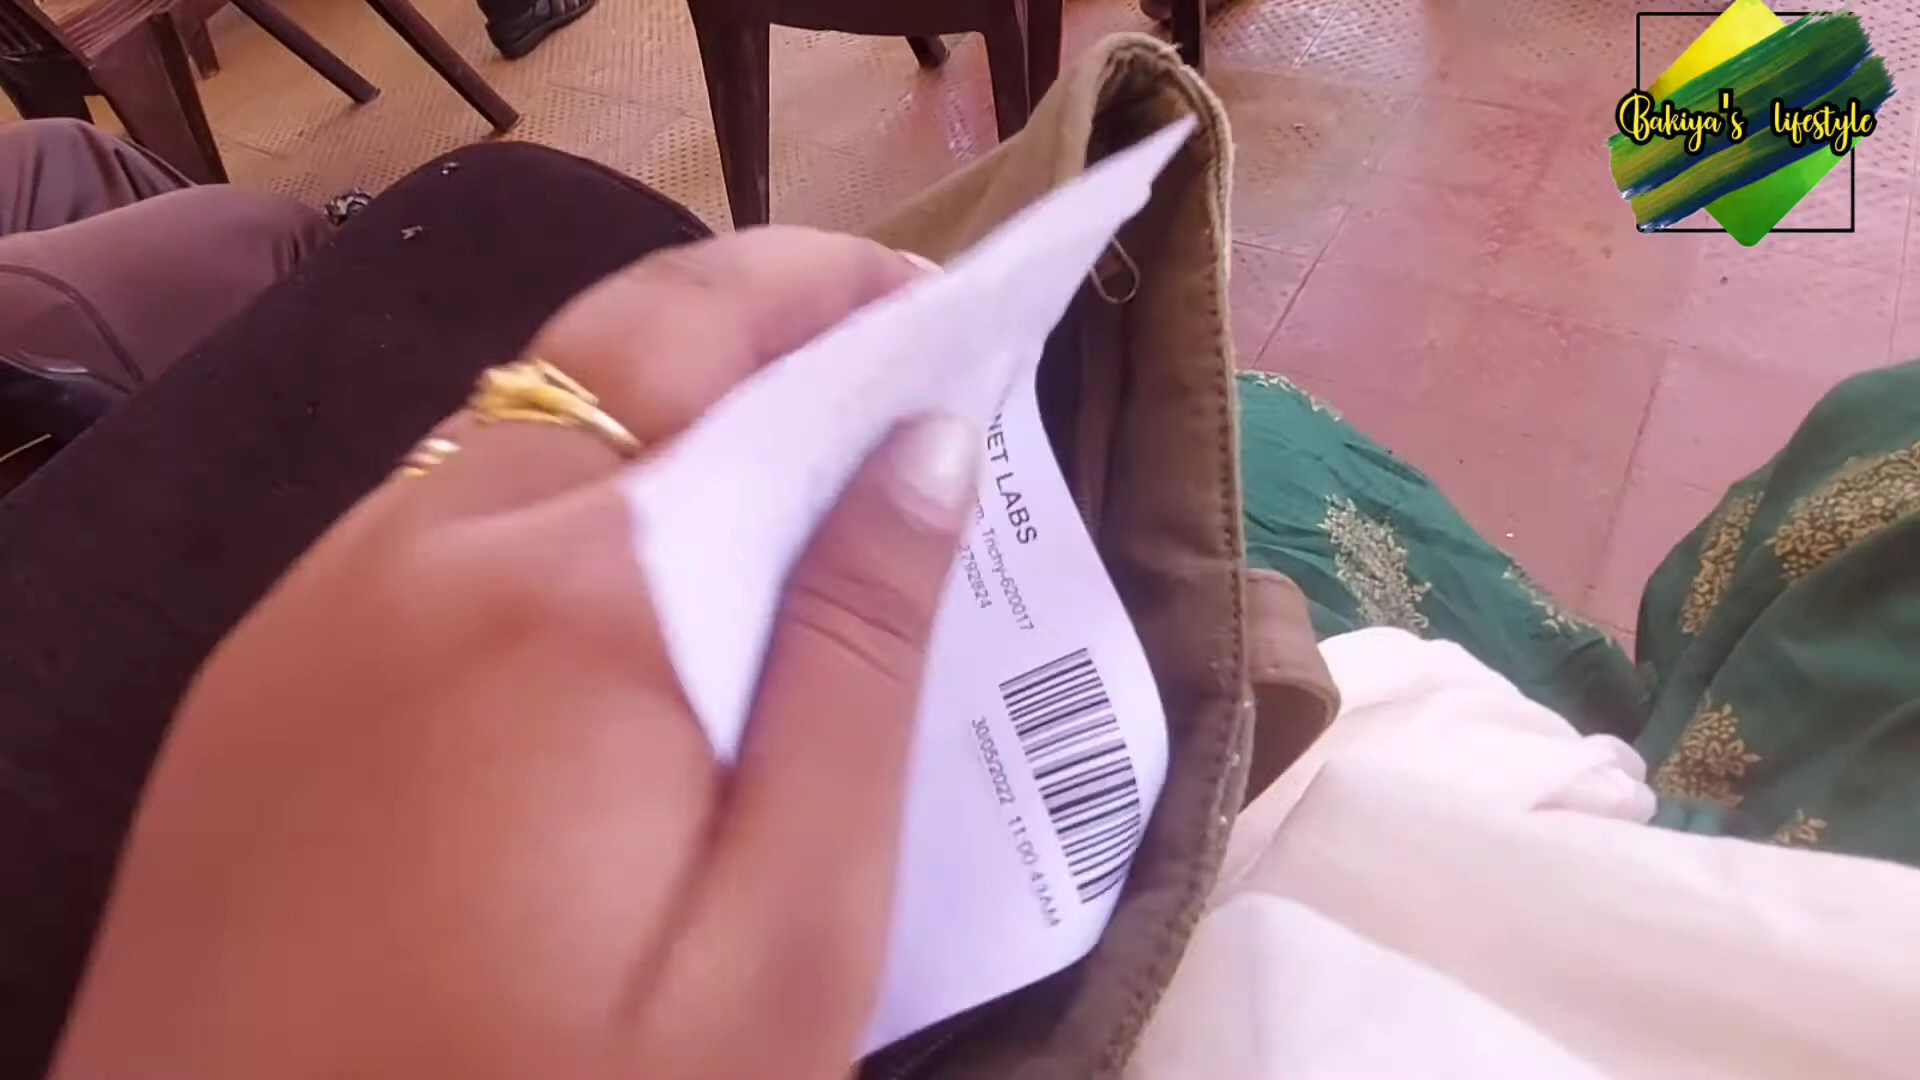 Bakiya's lifestyle
NET LABS
Trichy-620017
2792824
30/05/2022 11:00:43AM